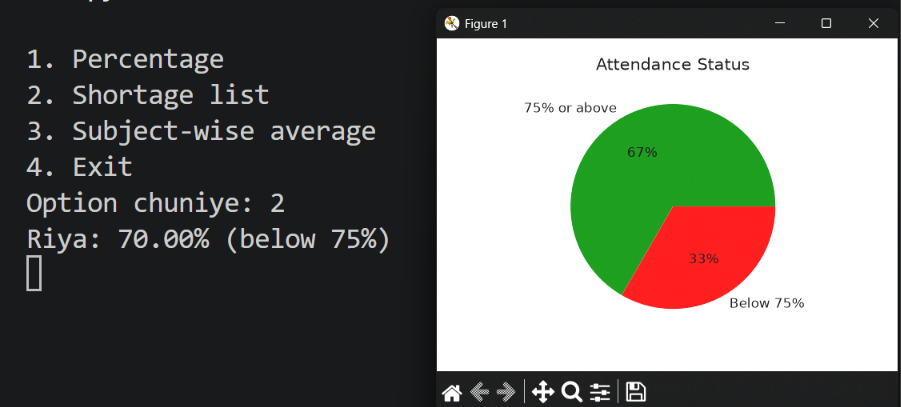 1. Percentage
2. Shortage list
3. Subject-wise average
4. Exit
Option chuniye: 2
Riya: 70.00% (below 75%)
Figure 1
Attendance Status
75% or above
67%
33%
Below 75%